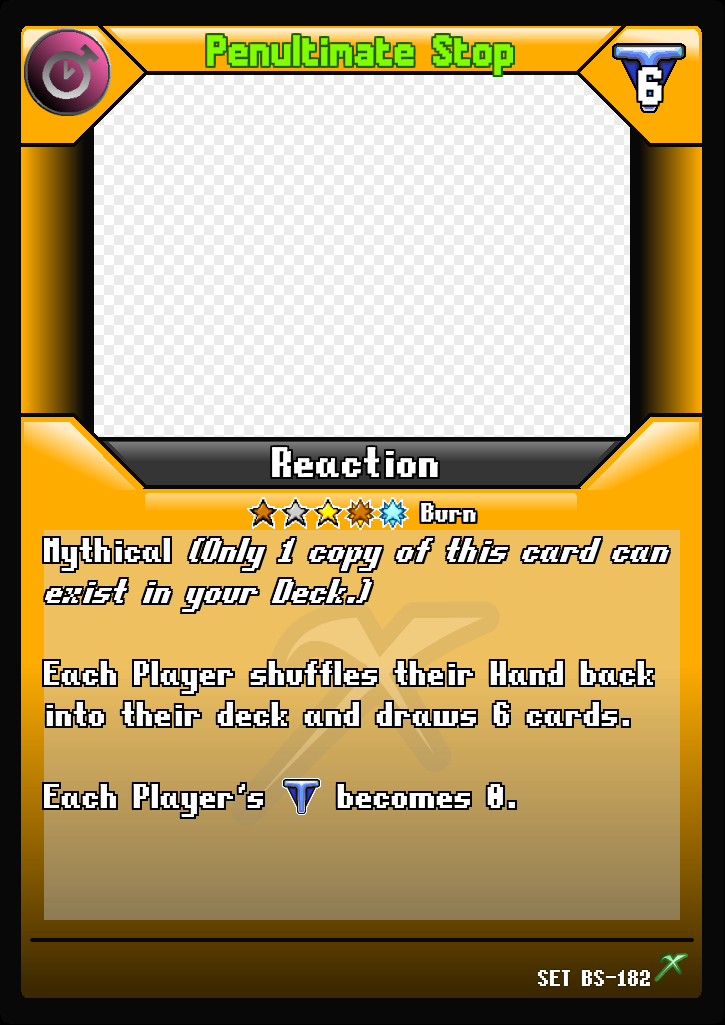 Penultimate Stop
6
Reaction
Burn
Mythical (Only 1 copy of this card can
exist in your Deck.)
Each Player shuffles their Hand back
into their deck and draws 6 cards.
Each Player's T becomes 0.
SET BS-182